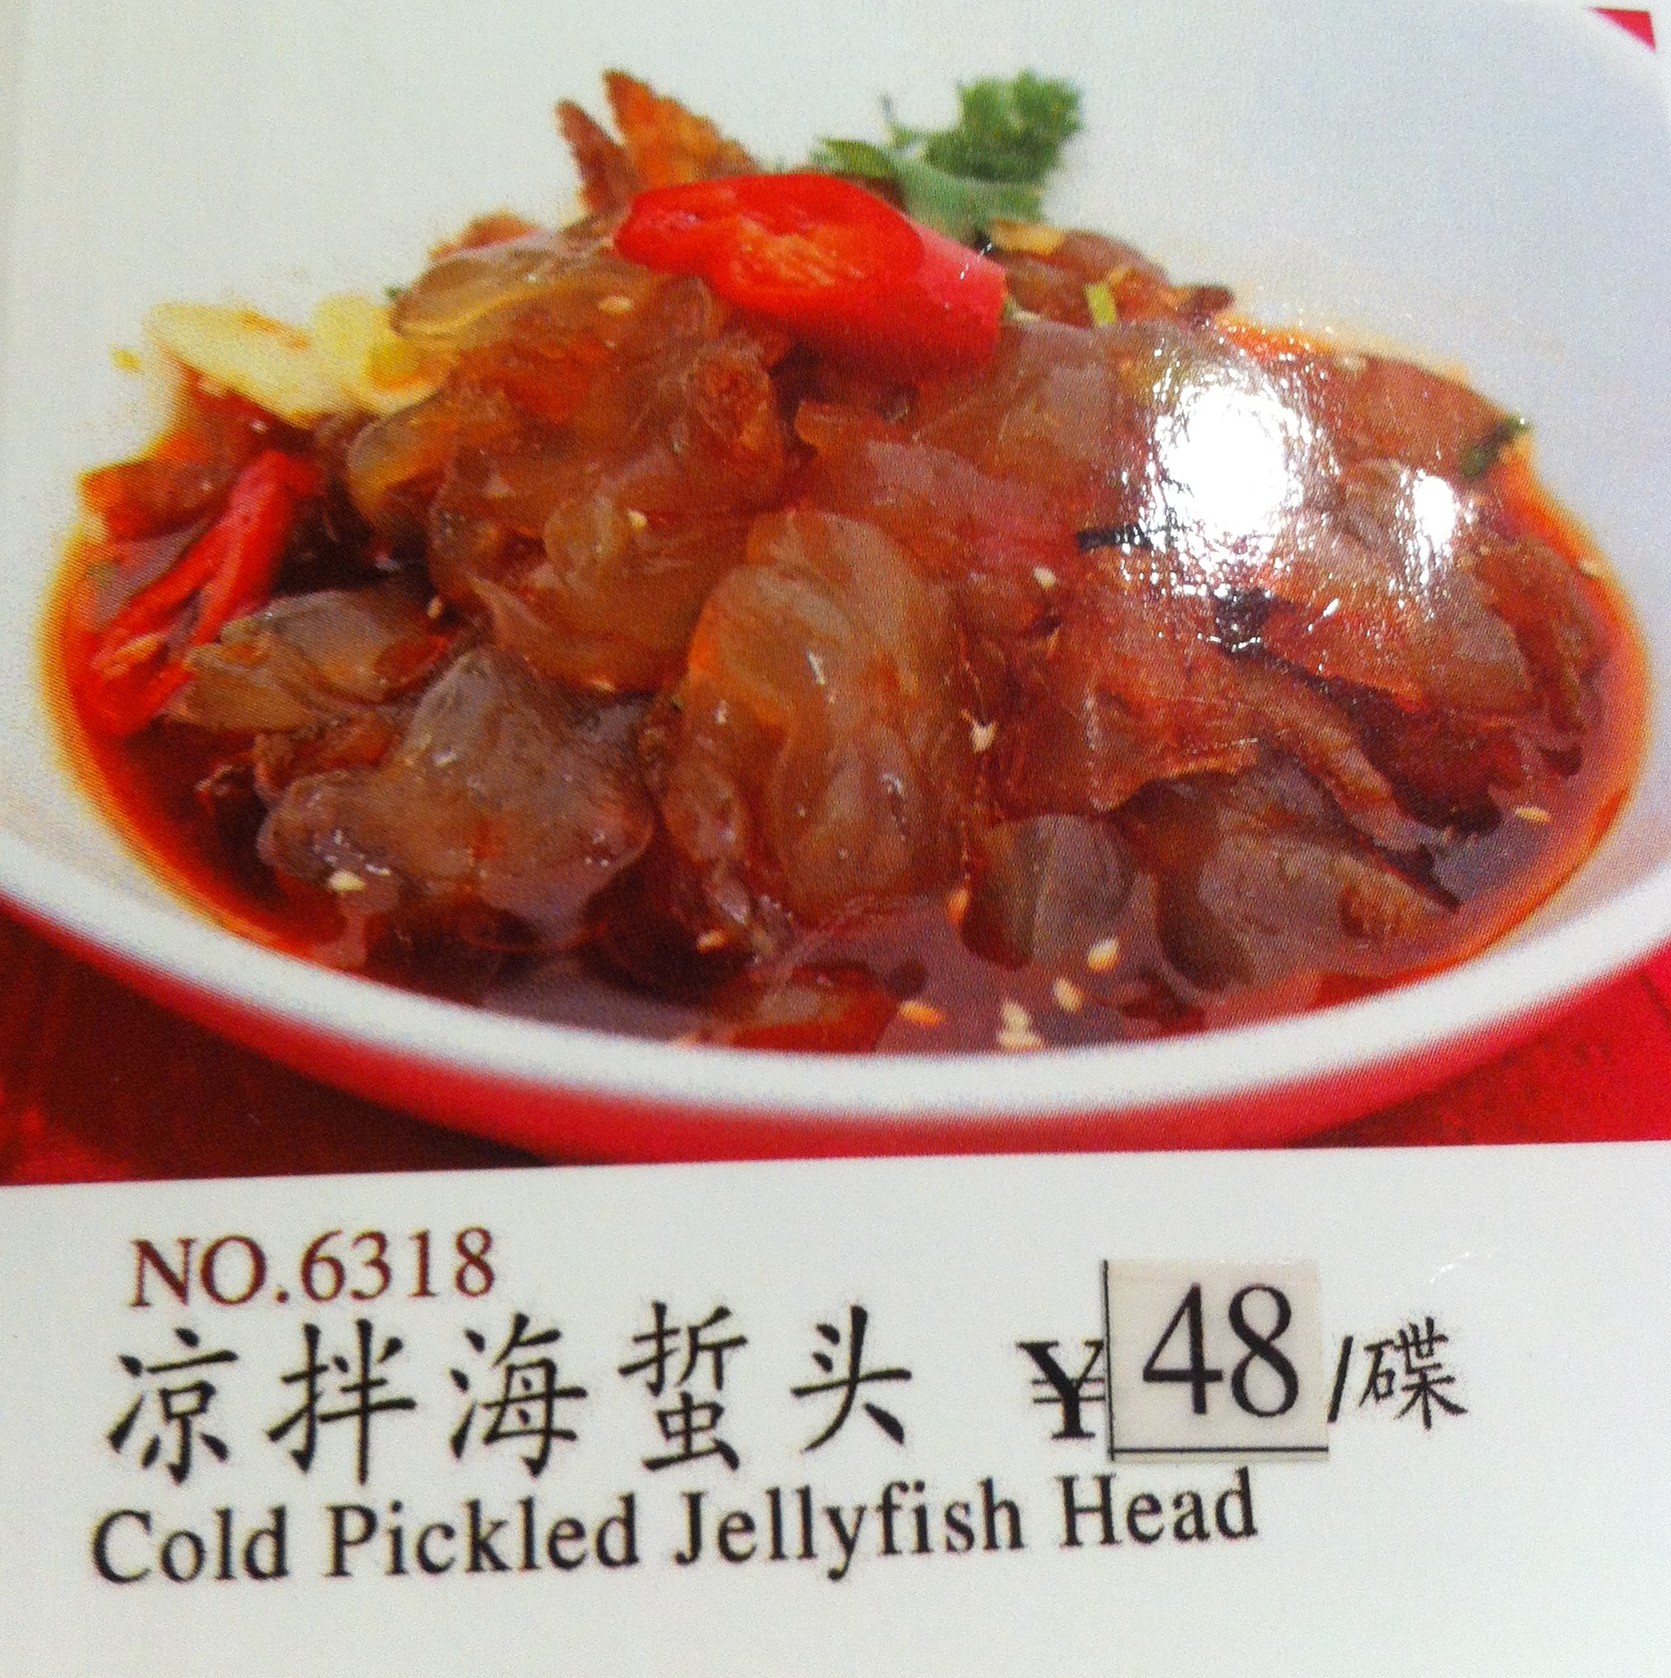 NO.6318
凉拌海蜇头 ¥48/碟
Cold Pickled Jellyfish Head